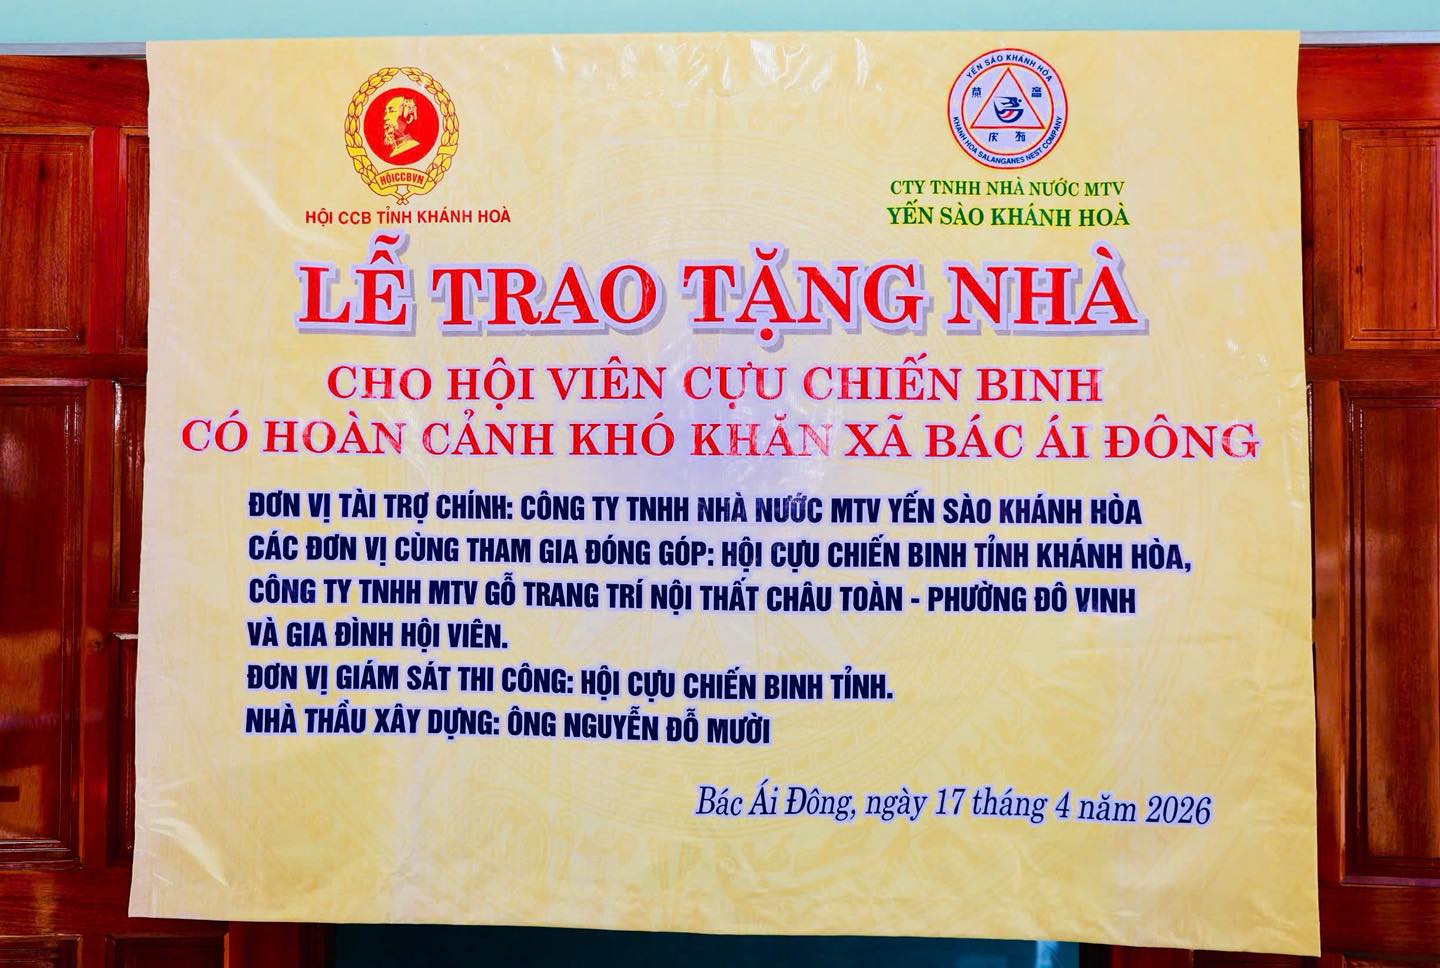 HỘICCBVN
HỘI CCB TỈNH KHÁNH HOÀ
YẾN SÀO KHÁNH HÒA
KHANH HOA SALANGANES NEST COMPANY
CTY TNHH NHÀ NƯỚC MTV
YẾN SÀO KHÁNH HOÀ
LỄ TRAO TẶNG NHÀ
CHO HỘI VIÊN CỰU CHIẾN BINH
CÓ HOÀN CẢNH KHÓ KHĂN XÃ BÁC ÁI ĐÔNG
ĐƠN VỊ TÀI TRỢ CHÍNH: CÔNG TY TNHH NHÀ NƯỚC MTV YẾN SÀO KHÁNH HÒA
CÁC ĐƠN VỊ CÙNG THAM GIA ĐÓNG GÓP: HỘI CỰU CHIẾN BINH TỈNH KHÁNH HÒA,
CÔNG TY TNHH MTV GỖ TRANG TRÍ NỘI THẤT CHÂU TOÀN - PHƯỜNG ĐÔ VINH
VÀ GIA ĐÌNH HỘI VIÊN.
ĐƠN VỊ GIÁM SÁT THI CÔNG: HỘI CỰU CHIẾN BINH TỈNH.
NHÀ THẦU XÂY DỰNG: ÔNG NGUYỄN ĐỖ MƯỜI
Bác Ái Đông, ngày 17 tháng 4 năm 2026